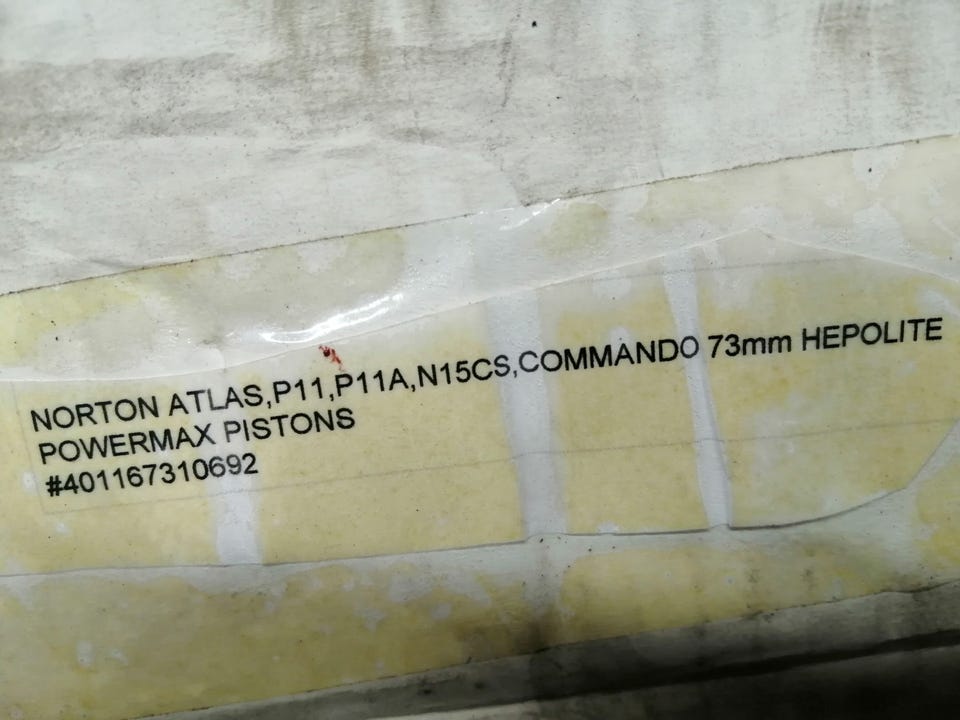 NORTON ATLAS,P11,P11A,N15CS,COMMANDO 73mm HEPOLITE
POWERMAX PISTONS
#401167310692